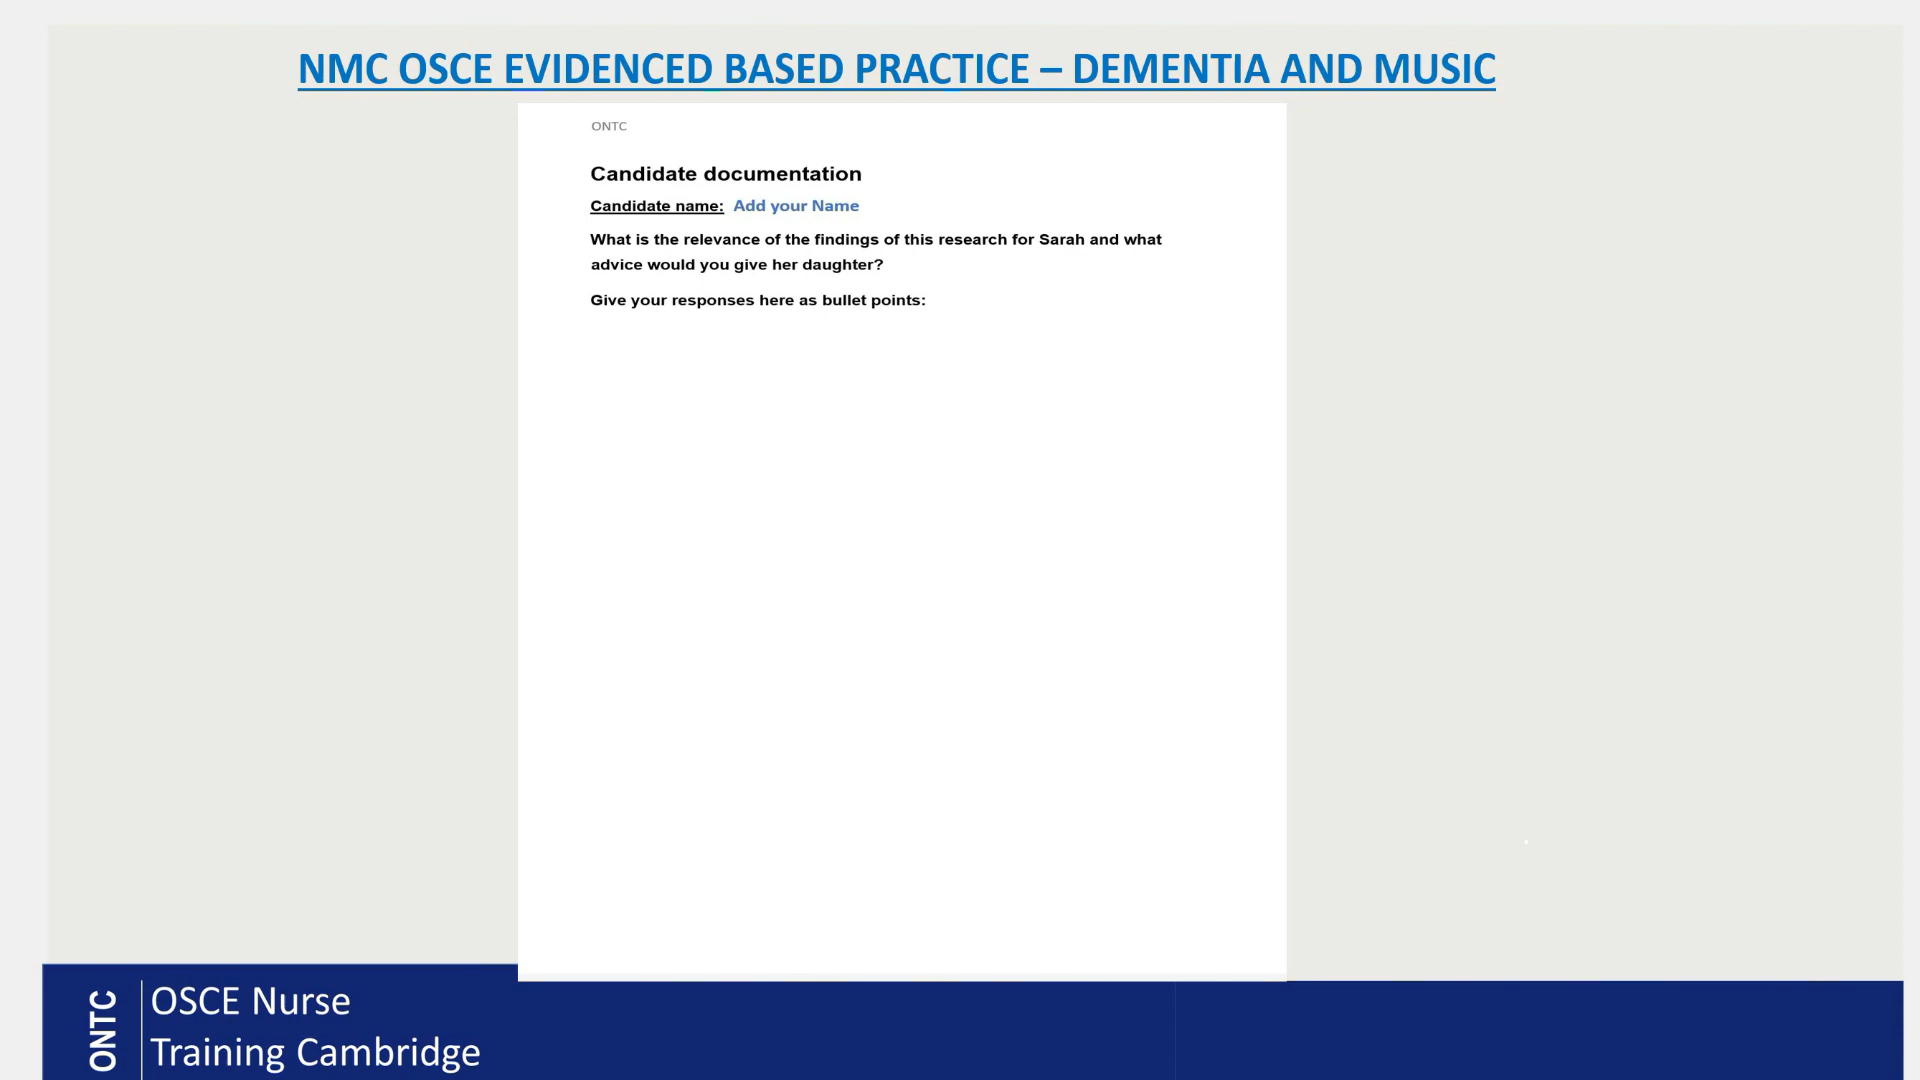 NMC OSCE EVIDENCED BASED PRACTICE – DEMENTIA AND MUSIC
ONTC
Candidate documentation
Candidate name: Add your Name
What is the relevance of the findings of this research for Sarah and what
advice would you give her daughter?
Give your responses here as bullet points:
ONTC
OSCE Nurse
Training Cambridge